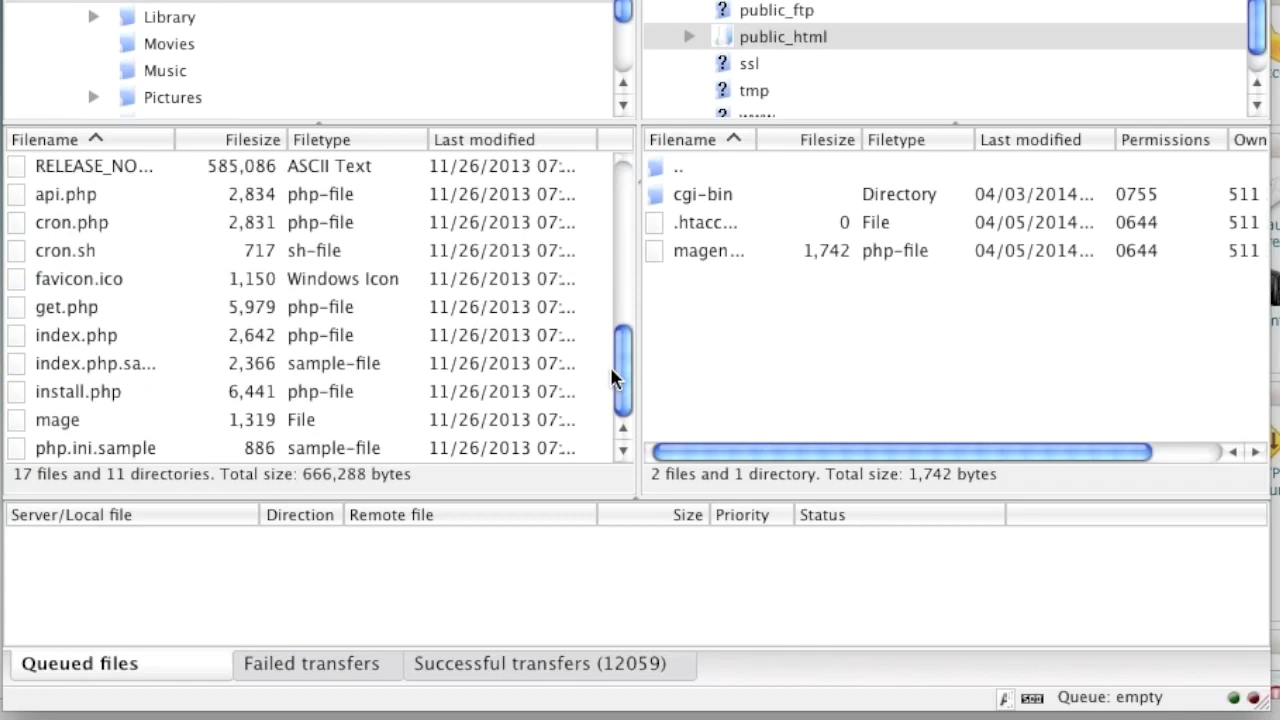 Library
Movies
Music
Pictures
public_ftp
public_html
ssl
tmp
Filename Filesize Filetype Last modified
RELEASE_NO... 585,086 ASCII Text 11/26/2013 07:...
api.php 2,834 php-file 11/26/2013 07:...
cron.php 2,831 php-file 11/26/2013 07:...
cron.sh 717 sh-file 11/26/2013 07:...
favicon.ico 1,150 Windows Icon 11/26/2013 07:...
get.php 5,979 php-file 11/26/2013 07:...
index.php 2,642 php-file 11/26/2013 07:...
index.php.sa... 2,366 sample-file 11/26/2013 07:...
install.php 6,441 php-file 11/26/2013 07:...
mage 1,319 File 11/26/2013 07:...
php.ini.sample 886 sample-file 11/26/2013 07:...
17 files and 11 directories. Total size: 666,288 bytes
Filename Filesize Filetype Last modified Permissions Own
..
cgi-bin Directory 04/03/2014... 0755 511
.htacc... 0 File 04/05/2014... 0644 511
magen... 1,742 php-file 04/05/2014... 0644 511
2 files and 1 directory. Total size: 1,742 bytes
Server/Local file Direction Remote file Size Priority Status
Queued files Failed transfers Successful transfers (12059)
Queue: empty